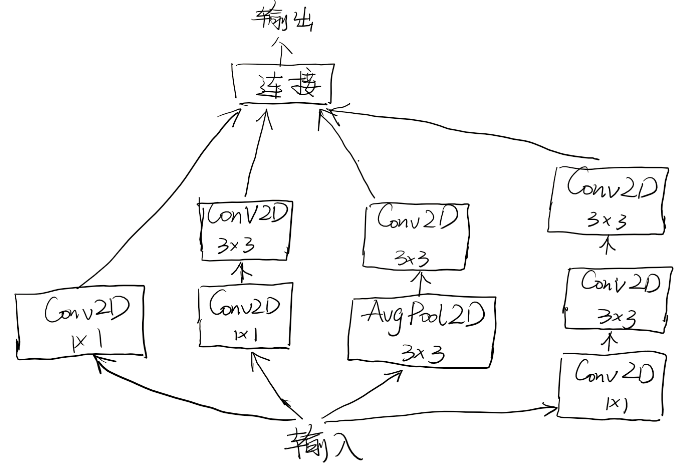 输出
连接
Conv2D
1×1
Conv2D
3×3
Conv2D
1×1
Conv2D
3×3
AvgPool2D
3×3
Conv2D
3×3
Conv2D
3×3
Conv2D
1×1
输入